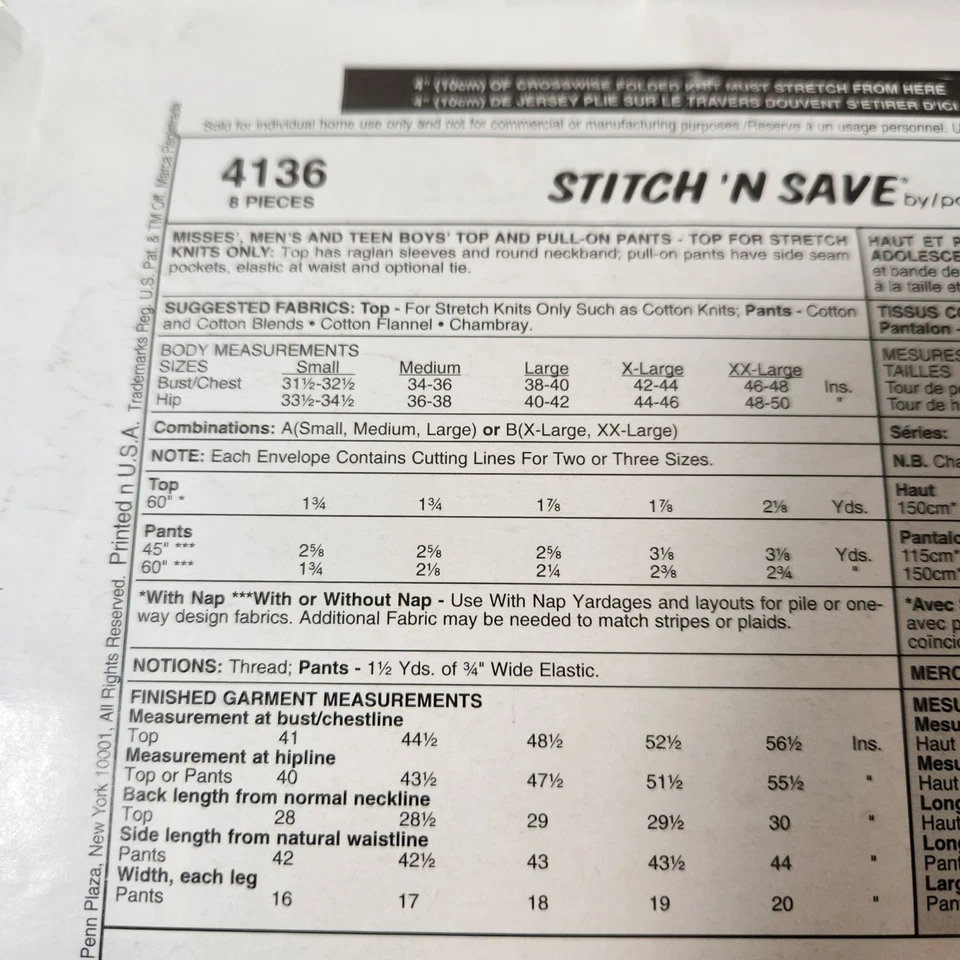 4" (10cm) OF CROSSWISE FOLDED KNIT MUST STRETCH FROM HERE
4" (10cm) DE JERSEY PLIE SUR LE TRAVERS DOUVENT S'ETIRER D'ICI
Sold for individual home use only and not for commercial or manufacturing purposes./Reserve à un usage personnel.
4136
8 PIECES
STITCH 'N SAVE* by/po
MISSES', MEN'S AND TEEN BOYS' TOP AND PULL-ON PANTS - TOP FOR STRETCH
KNITS ONLY: Top has raglan sleeves and round neckband; pull-on pants have side seam
pockets, elastic at waist and optional tie.
SUGGESTED FABRICS: Top - For Stretch Knits Only Such as Cotton Knits; Pants - Cotton
and Cotton Blends • Cotton Flannel • Chambray.
BODY MEASUREMENTS
SIZES Small Medium Large X-Large XX-Large
Bust/Chest 31½-32½ 34-36 38-40 42-44 46-48 Ins.
Hip 33½-34½ 36-38 40-42 44-46 48-50 "
Combinations: A(Small, Medium, Large) or B(X-Large, XX-Large)
NOTE: Each Envelope Contains Cutting Lines For Two or Three Sizes.
Top
60" * 1¾ 1¾ 1⅞ 1⅞ 2⅛ Yds.
Pants
45" *** 2⅝ 2⅝ 2⅝ 3⅛ 3⅛ Yds.
60" *** 1¾ 2⅛ 2¼ 2⅜ 2¾ "
*With Nap ***With or Without Nap - Use With Nap Yardages and layouts for pile or one-
way design fabrics. Additional Fabric may be needed to match stripes or plaids.
NOTIONS: Thread; Pants - 1½ Yds. of ¾" Wide Elastic.
FINISHED GARMENT MEASUREMENTS
Measurement at bust/chestline
Top 41 44½ 48½ 52½ 56½ Ins.
Measurement at hipline
Top or Pants 40 43½ 47½ 51½ 55½ "
Back length from normal neckline
Top 28 28½ 29 29½ 30 "
Side length from natural waistline
Pants 42 42½ 43 43½ 44 "
Width, each leg
Pants 16 17 18 19 20 "
HAUT ET P
ADOLESCE
et bande de
à la taille et
TISSUS CO
Pantalon -
MESURES
TAILLES
Tour de po
Tour de h
Séries:
N.B. Cha
Haut
150cm*
Pantalo
115cm*
150cm*
*Avec
avec p
coïncid
MERC
MESU
Mesu
Haut
Mesu
Haut
Long
Haut
Long
Pant
Larg
Pan
Penn Plaza, New York 10001, All Rights Reserved. Printed n U.S.A. Trademarks Reg. U.S. Pat. & TM Off. Marca Registrada